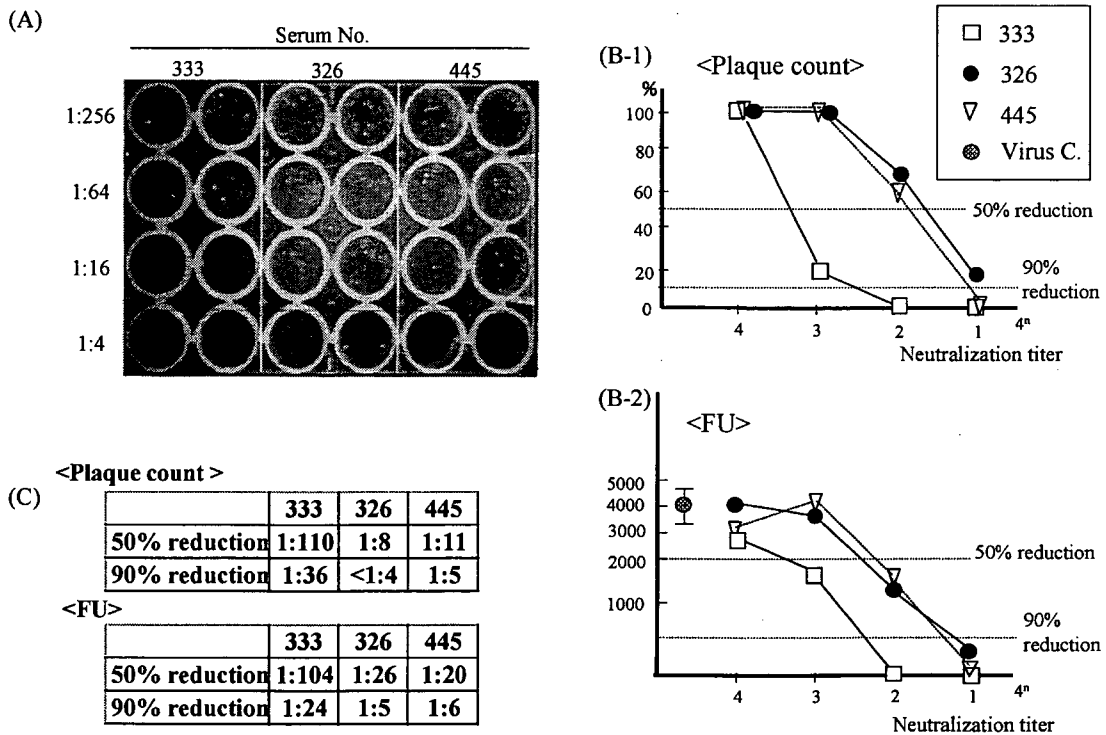 (A)
Serum No.
333 326 445
1:256
1:64
1:16
1:4
(B-1)
<Plaque count>
%
100
80
60
40
20
0
50% reduction
90%
reduction
4 3 2 1 4ⁿ
Neutralization titer
333
326
445
Virus C.
(B-2)
<FU>
5000
4000
3000
2000
1000
50% reduction
90%
reduction
4 3 2 1 4ⁿ
Neutralization titer
(C)
<Plaque count >
333 326 445
50% reduction 1:110 1:8 1:11
90% reduction 1:36 <1:4 1:5
<FU>
333 326 445
50% reduction 1:104 1:26 1:20
90% reduction 1:24 1:5 1:6